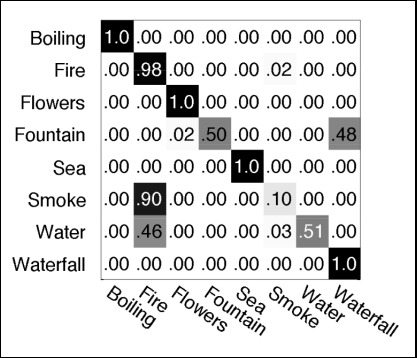 Boiling 1.0 .00 .00 .00 .00 .00 .00 .00
Fire .00 .98 .00 .00 .00 .02 .00 .00
Flowers .00 .00 1.0 .00 .00 .00 .00 .00
Fountain .00 .00 .02 .50 .00 .00 .00 .48
Sea .00 .00 .00 .00 1.0 .00 .00 .00
Smoke .00 .90 .00 .00 .00 .10 .00 .00
Water .00 .46 .00 .00 .00 .03 .51 .00
Waterfall .00 .00 .00 .00 .00 .00 .00 1.0
Boiling Fire Flowers Fountain Sea Smoke Water Waterfall